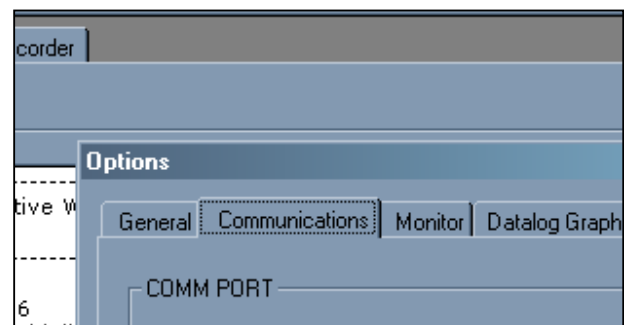 corder
Options
tive W
General Communications Monitor Datalog Graph
COMM PORT
6